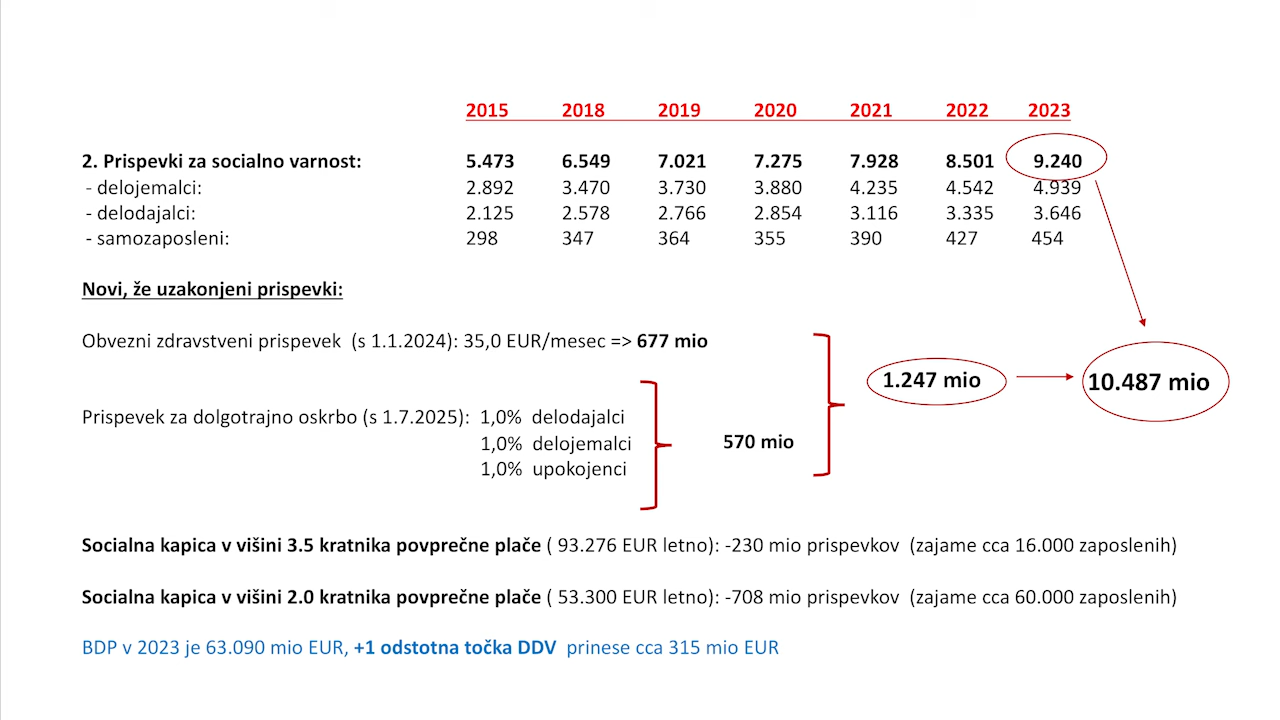 2015 2018 2019 2020 2021 2022 2023
2. Prispevki za socialno varnost: 5.473 6.549 7.021 7.275 7.928 8.501 9.240
- delojemalci: 2.892 3.470 3.730 3.880 4.235 4.542 4.939
- delodajalci: 2.125 2.578 2.766 2.854 3.116 3.335 3.646
- samozaposleni: 298 347 364 355 390 427 454
Novi, že uzakonjeni prispevki:
Obvezni zdravstveni prispevek (s 1.1.2024): 35,0 EUR/mesec => 677 mio
1.247 mio 10.487 mio
Prispevek za dolgotrajno oskrbo (s 1.7.2025): 1,0% delodajalci
1,0% delojemalci 570 mio
1,0% upokojenci
Socialna kapica v višini 3.5 kratnika povprečne plače ( 93.276 EUR letno): -230 mio prispevkov (zajame cca 16.000 zaposlenih)
Socialna kapica v višini 2.0 kratnika povprečne plače ( 53.300 EUR letno): -708 mio prispevkov (zajame cca 60.000 zaposlenih)
BDP v 2023 je 63.090 mio EUR, +1 odstotna točka DDV prinese cca 315 mio EUR